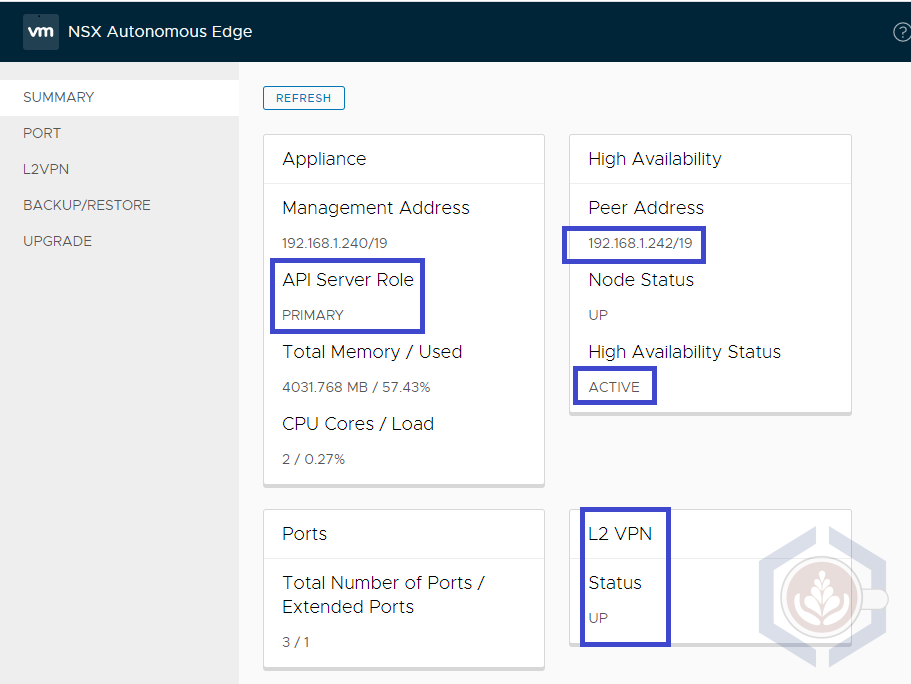 vm NSX Autonomous Edge
?
SUMMARY
PORT
L2VPN
BACKUP/RESTORE
UPGRADE
REFRESH
Appliance
Management Address
192.168.1.240/19
API Server Role
PRIMARY
Total Memory / Used
4031.768 MB / 57.43%
CPU Cores / Load
2 / 0.27%
High Availability
Peer Address
192.168.1.242/19
Node Status
UP
High Availability Status
ACTIVE
Ports
Total Number of Ports /
Extended Ports
3 / 1
L2 VPN
Status
UP